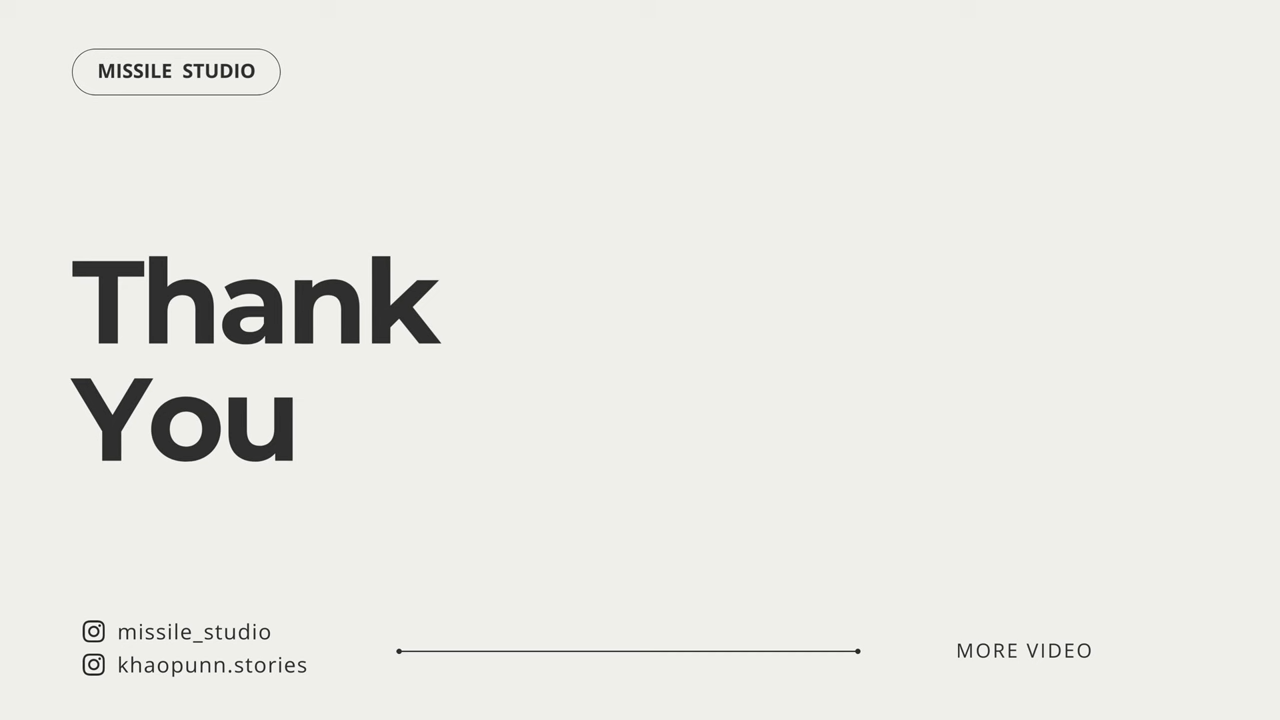 MISSILE STUDIO
Thank
You
missile_studio
khaopunn.stories
MORE VIDEO